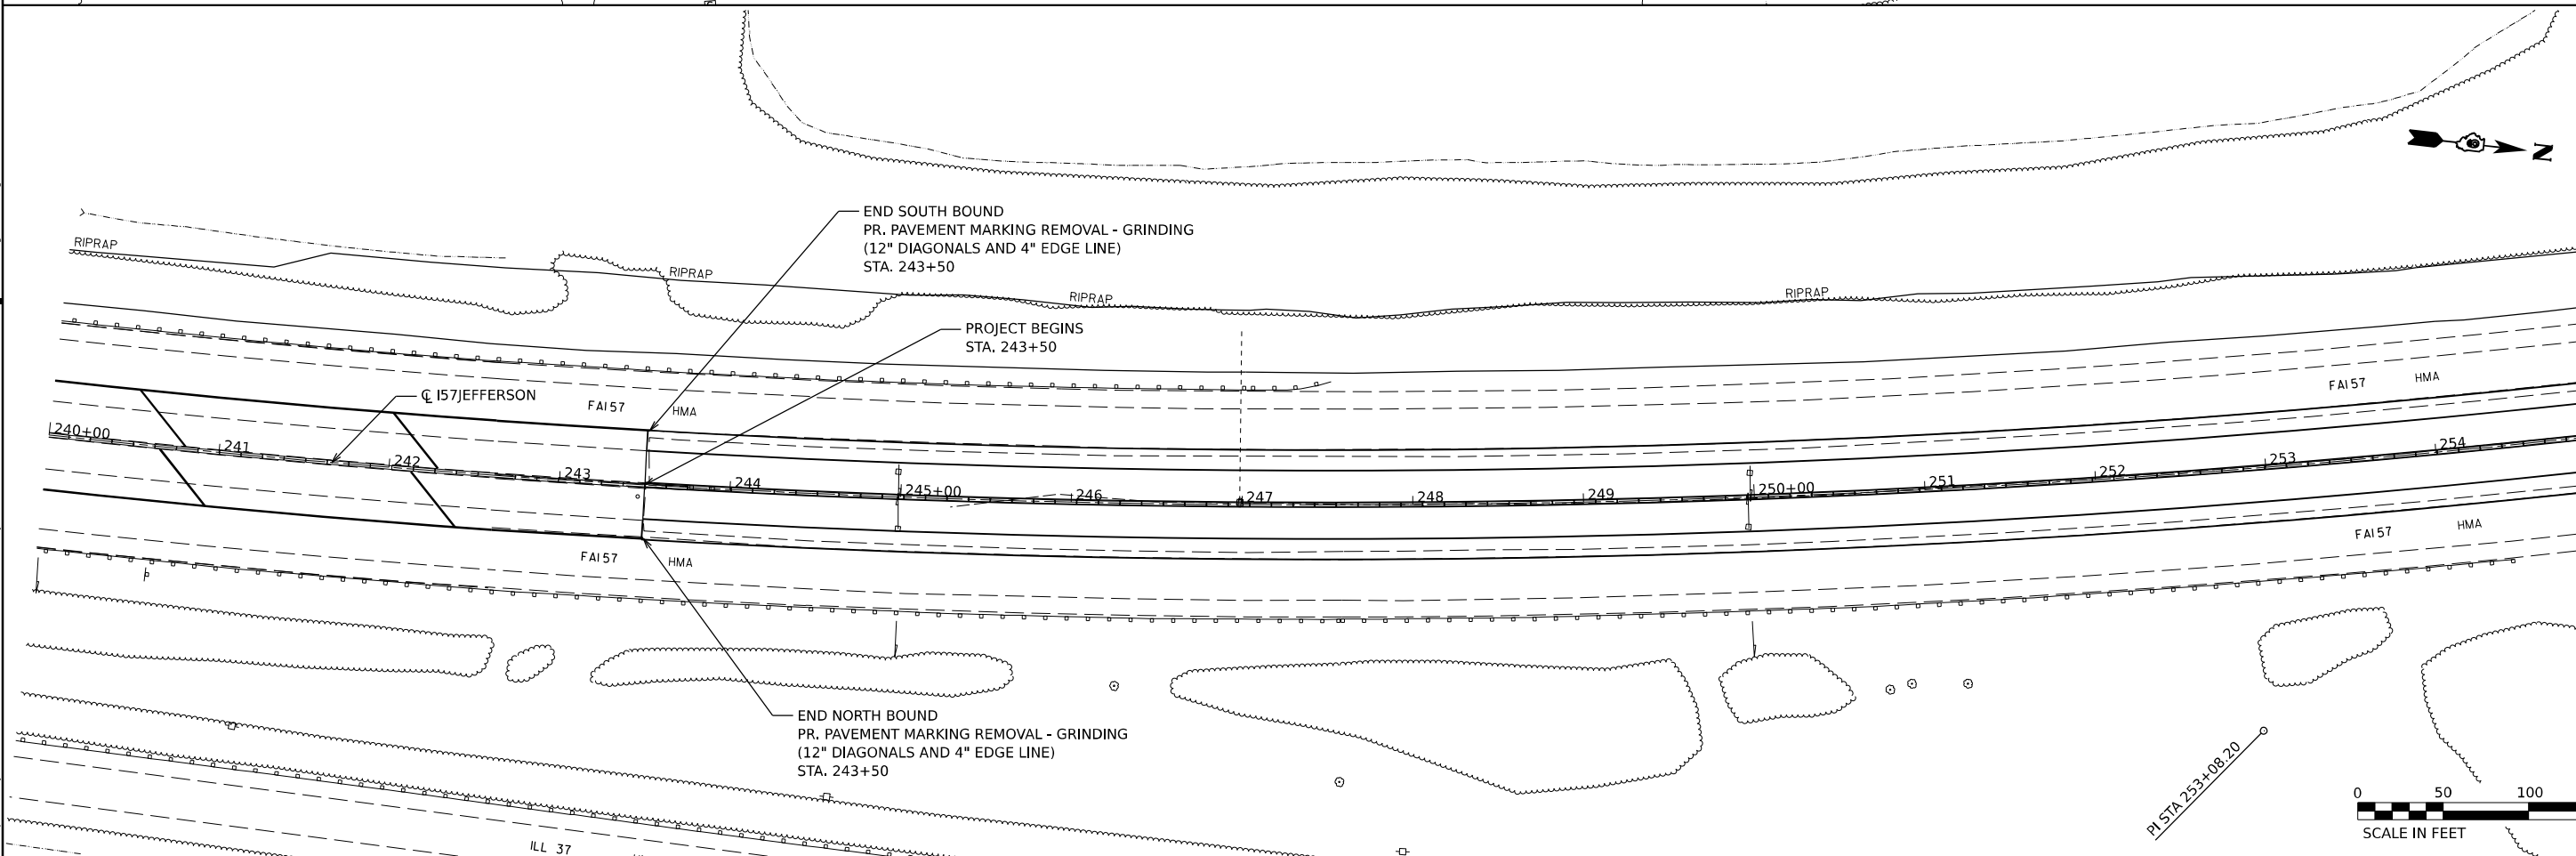 N
END SOUTH BOUND
PR. PAVEMENT MARKING REMOVAL - GRINDING
(12" DIAGONALS AND 4" EDGE LINE)
STA. 243+50
RIPRAP
RIPRAP
RIPRAP
RIPRAP
PROJECT BEGINS
STA. 243+50
℄ I57JEFFERSON
FAI 57
HMA
FAI 57
HMA
240+00
241
242
243
244
245+00
246
247
248
249
250+00
251
252
253
254
FAI 57
HMA
FAI 57
HMA
END NORTH BOUND
PR. PAVEMENT MARKING REMOVAL - GRINDING
(12" DIAGONALS AND 4" EDGE LINE)
STA. 243+50
PI STA 253+08.20
0 50 100
SCALE IN FEET
ILL 37